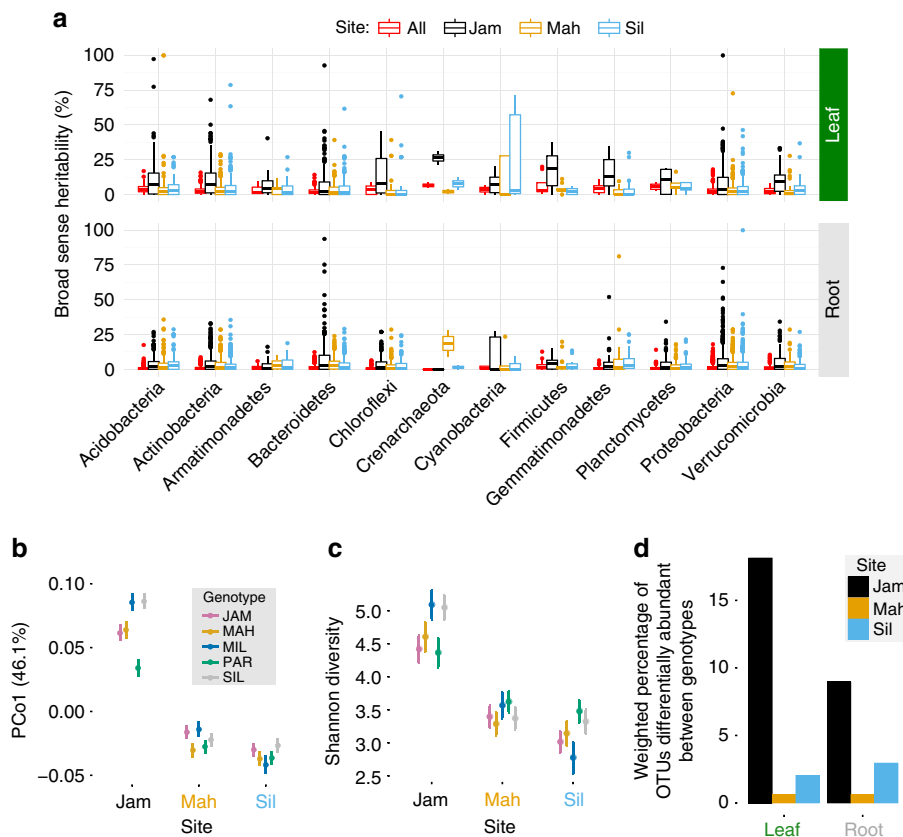 a
Site: All Jam Mah Sil
Broad sense heritability (%)
100
75
50
25
0
Leaf
100
75
50
25
0
Root
Acidobacteria
Actinobacteria
Armatimonadetes
Bacteroidetes
Chloroflexi
Crenarchaeota
Cyanobacteria
Firmicutes
Gemmatimonadetes
Planctomycetes
Proteobacteria
Verrucomicrobia
b
PCo1 (46.1%)
0.10
0.05
0.00
−0.05
Genotype
JAM
MAH
MIL
PAR
SIL
Jam Mah Sil
Site
c
Shannon diversity
5.0
4.5
4.0
3.5
3.0
2.5
Jam Mah Sil
Site
d
Weighted percentage of
OTUs differentially abundant
between genotypes
15
10
5
0
Site
Jam
Mah
Sil
Leaf Root